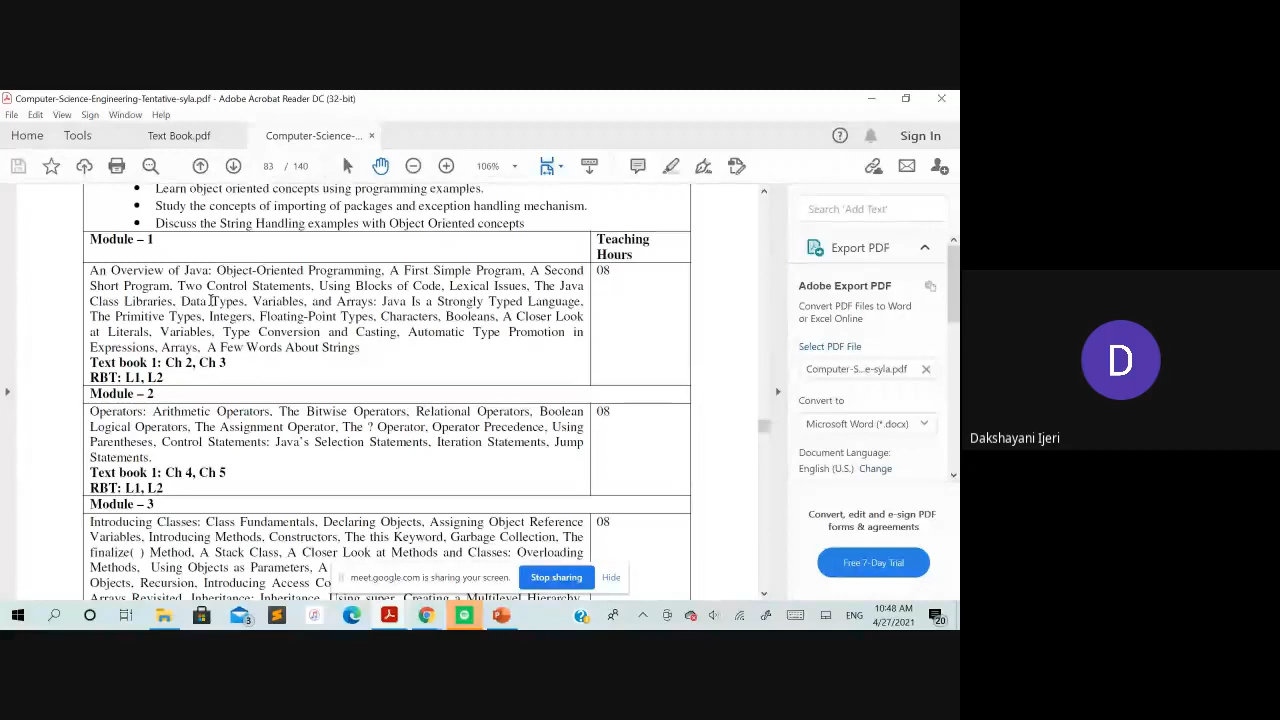 Computer-Science-Engineering-Tentative-syla.pdf - Adobe Acrobat Reader DC (32-bit)
File Edit View Sign Window Help
Home Tools Text Book.pdf Computer-Science-... × Sign In
83 / 140 106%
• Learn object oriented concepts using programming examples.
• Study the concepts of importing of packages and exception handling mechanism.
• Discuss the String Handling examples with Object Oriented concepts
Module – 1 Teaching
Hours
An Overview of Java: Object-Oriented Programming, A First Simple Program, A Second 08
Short Program, Two Control Statements, Using Blocks of Code, Lexical Issues, The Java
Class Libraries, Data Types, Variables, and Arrays: Java Is a Strongly Typed Language,
The Primitive Types, Integers, Floating-Point Types, Characters, Booleans, A Closer Look
at Literals, Variables, Type Conversion and Casting, Automatic Type Promotion in
Expressions, Arrays, A Few Words About Strings
Text book 1: Ch 2, Ch 3
RBT: L1, L2
Module – 2
Operators: Arithmetic Operators, The Bitwise Operators, Relational Operators, Boolean 08
Logical Operators, The Assignment Operator, The ? Operator, Operator Precedence, Using
Parentheses, Control Statements: Java's Selection Statements, Iteration Statements, Jump
Statements.
Text book 1: Ch 4, Ch 5
RBT: L1, L2
Module – 3
Introducing Classes: Class Fundamentals, Declaring Objects, Assigning Object Reference 08
Variables, Introducing Methods, Constructors, The this Keyword, Garbage Collection, The
finalize( ) Method, A Stack Class, A Closer Look at Methods and Classes: Overloading
Methods, Using Objects as Parameters, A
Objects, Recursion, Introducing Access Co
Arrays Revisited, Inheritance: Inheritance, Using super, Creating a Multilevel Hierarchy,
meet.google.com is sharing your screen. Stop sharing Hide
Search 'Add Text'
Export PDF
Adobe Export PDF
Convert PDF Files to Word
or Excel Online
Select PDF File
Computer-S...e-syla.pdf ×
Convert to
Microsoft Word (*.docx)
Document Language:
English (U.S.) Change
Convert, edit and e-sign PDF
forms & agreements
Free 7-Day Trial
3
ENG
10:48 AM
4/27/2021
20
D
Dakshayani Ijeri